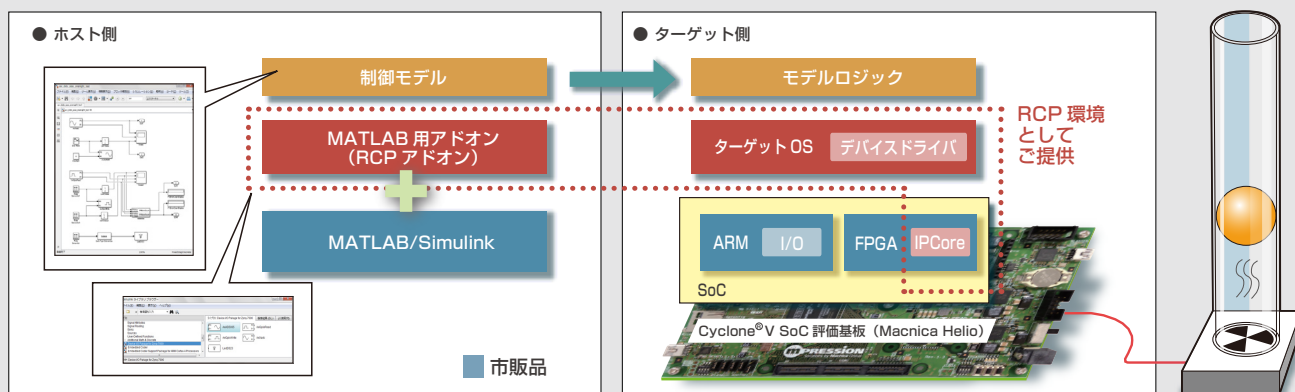 ● ホスト側
制御モデル
MATLAB 用アドオン
(RCP アドオン)
MATLAB/Simulink
市販品
● ターゲット側
モデルロジック
ターゲット OS デバイスドライバ
RCP 環境
として
ご提供
ARM I/O FPGA IPCore
SoC
Cyclone®V SoC 評価基板(Macnica Helio)
MPRESSION